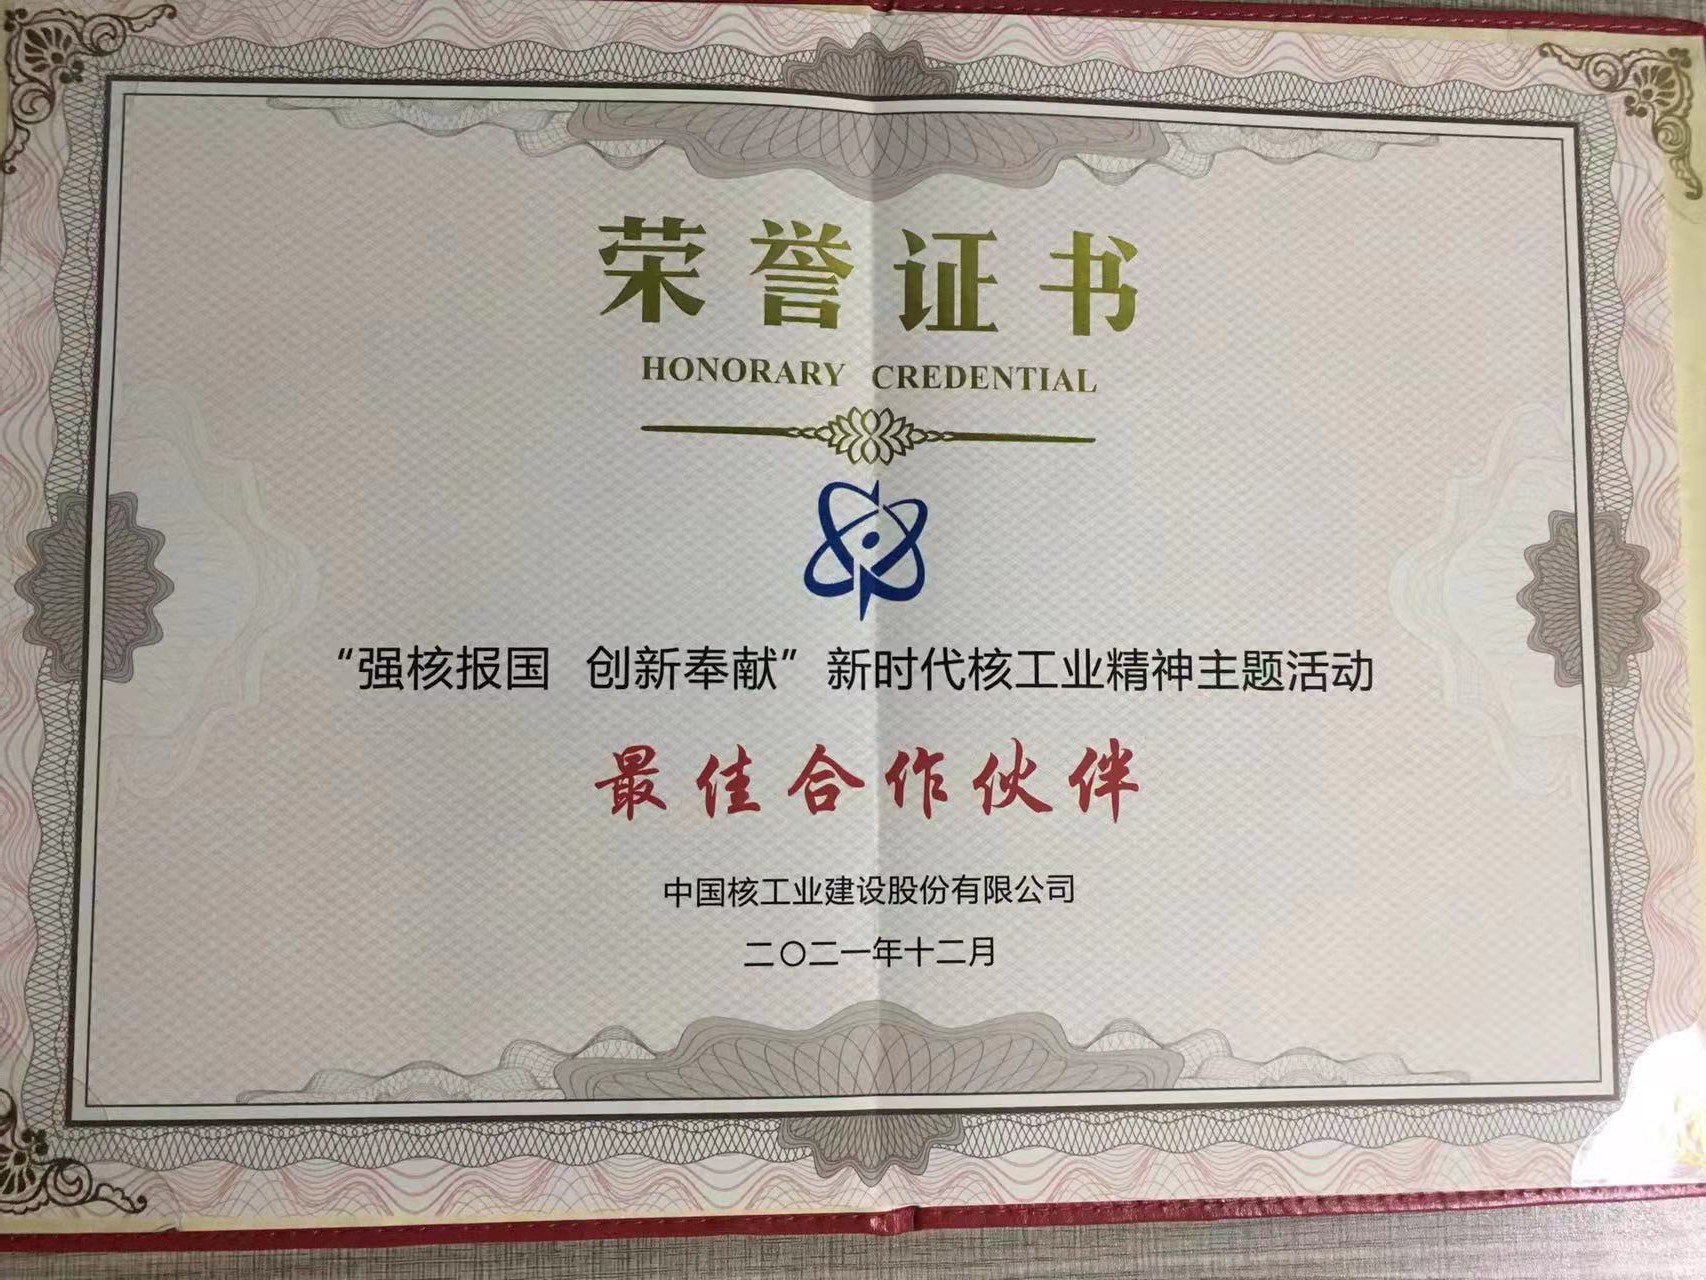 荣誉证书
HONORARY CREDENTIAL
“强核报国 创新奉献”新时代核工业精神主题活动
最佳合作伙伴
中国核工业建设股份有限公司
二〇二一年十二月